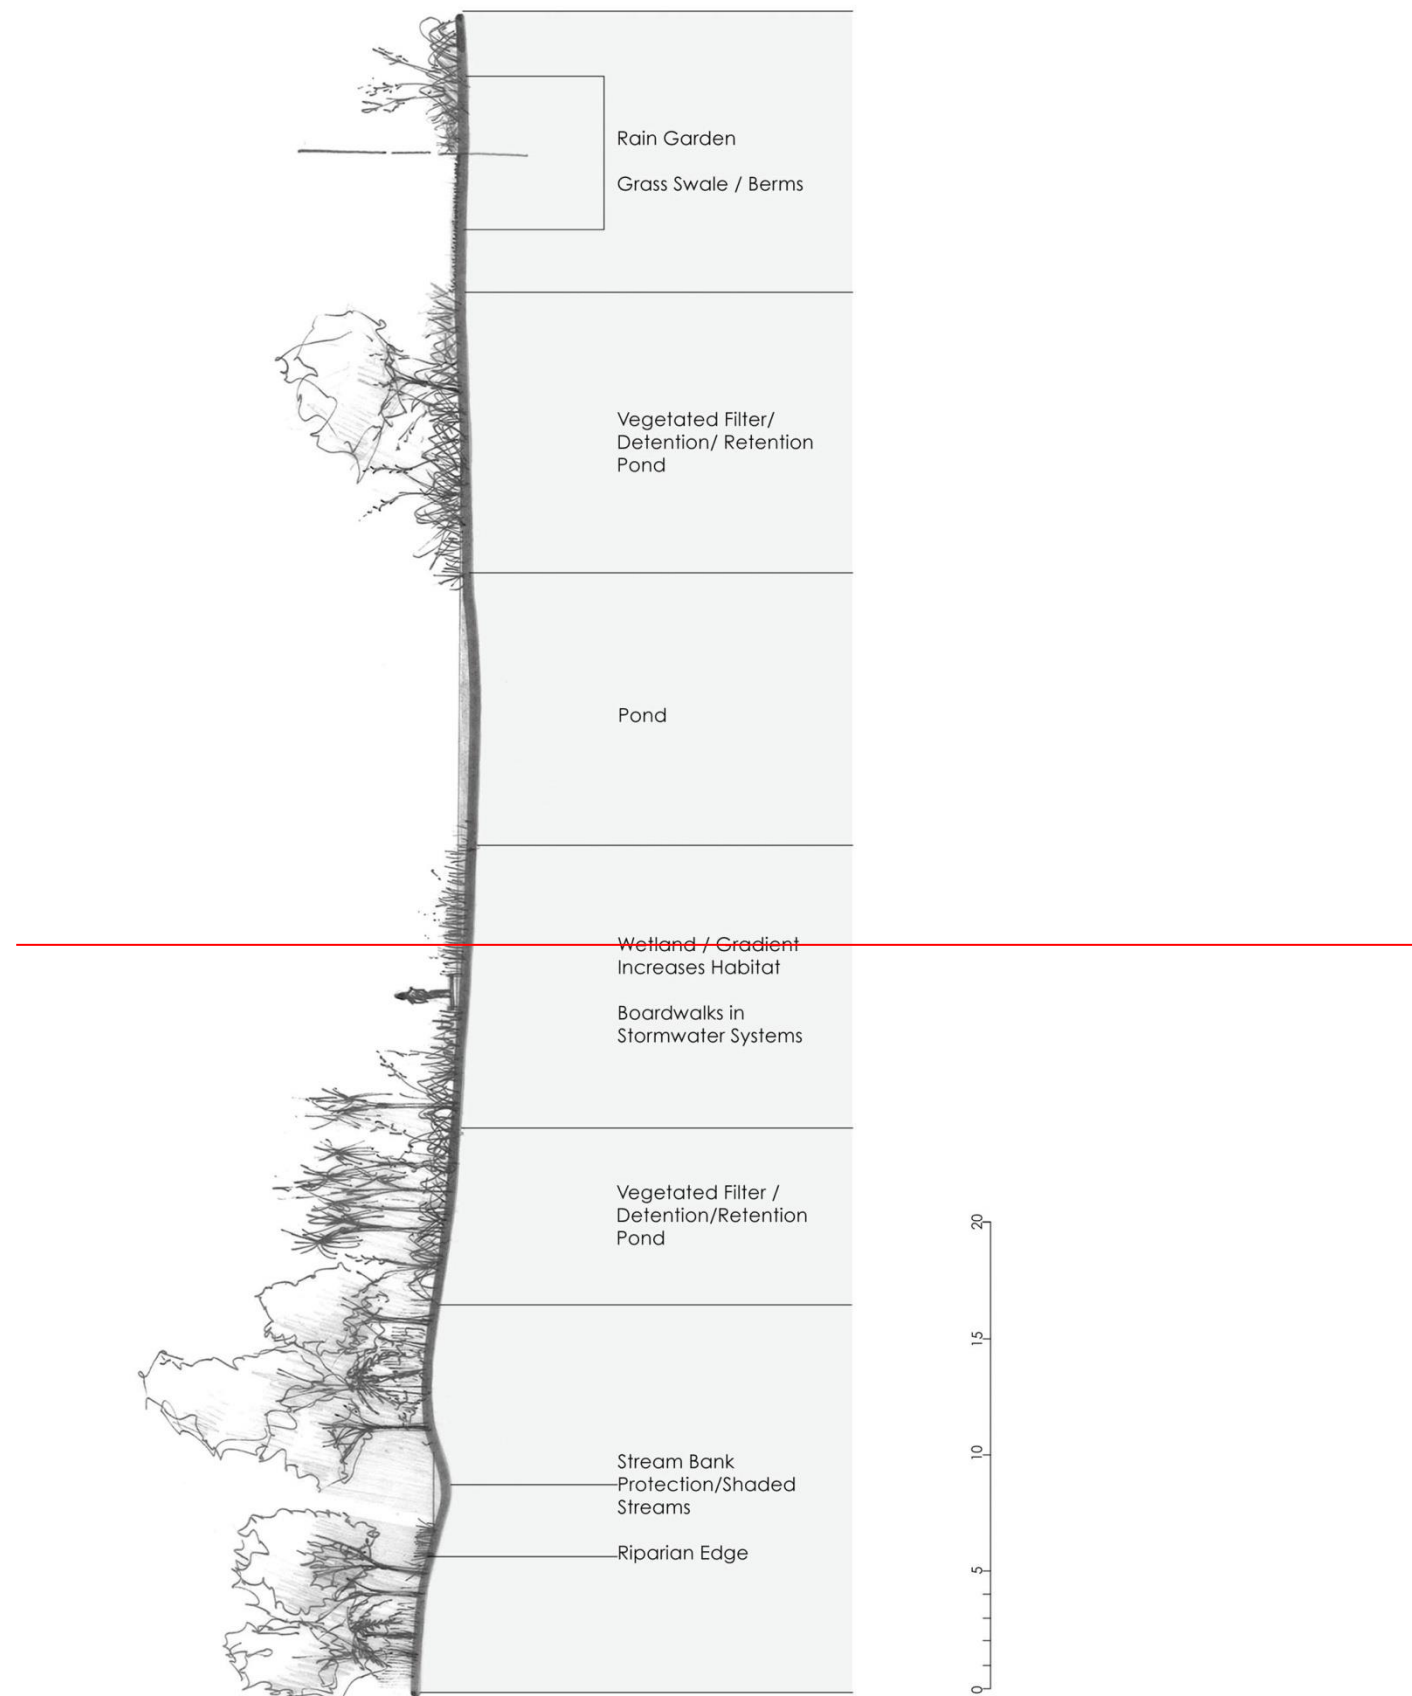 Rain Garden
Grass Swale / Berms
Vegetated Filter/
Detention/ Retention
Pond
Pond
Wetland / Gradient
Increases Habitat
Boardwalks in
Stormwater Systems
Vegetated Filter /
Detention/Retention
Pond
Stream Bank
Protection/Shaded
Streams
Riparian Edge
20
15
10
5
0